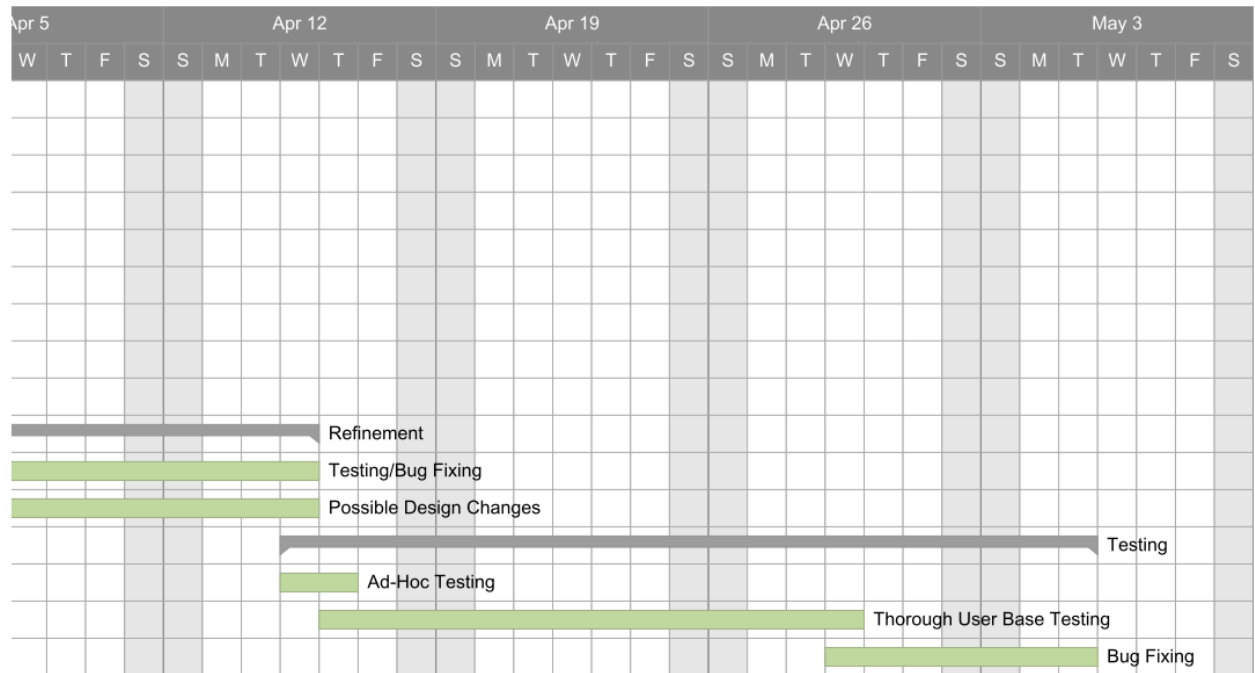 Apr 5 Apr 12 Apr 19 Apr 26 May 3
W T F S S M T W T F S S M T W T F S S M T W T F S S M T W T F S
Refinement
Testing/Bug Fixing
Possible Design Changes
Testing
Ad-Hoc Testing
Thorough User Base Testing
Bug Fixing